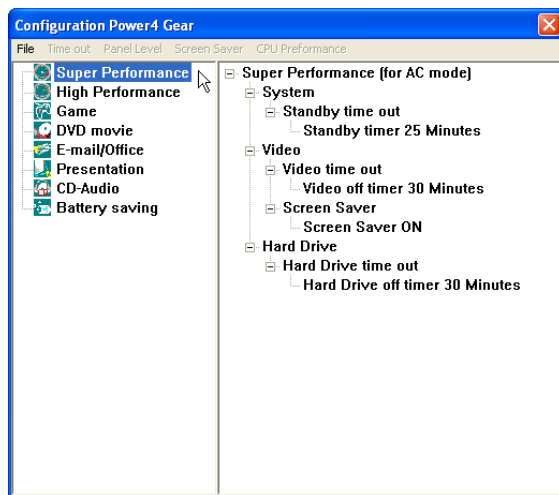 Configuration Power4 Gear
File Time out Panel Level Screen Saver CPU Preformance
Super Performance
High Performance
Game
DVD movie
E-mail/Office
Presentation
CD-Audio
Battery saving
Super Performance (for AC mode)
System
Standby time out
Standby timer 25 Minutes
Video
Video time out
Video off timer 30 Minutes
Screen Saver
Screen Saver ON
Hard Drive
Hard Drive time out
Hard Drive off timer 30 Minutes